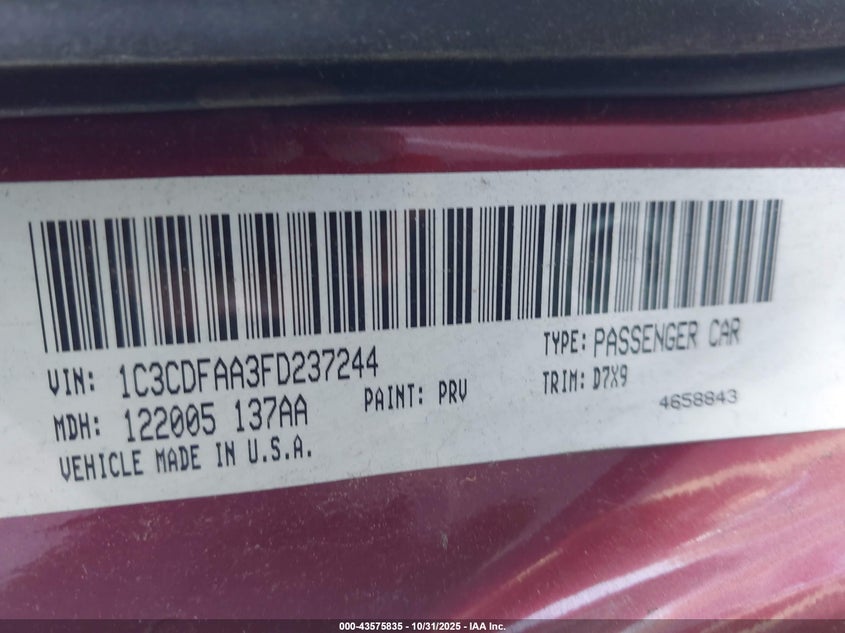 VIN: 1C3CDFAA3FD237244
TYPE: PASSENGER CAR
MDH: 122005 137AA
PAINT: PRV
TRIM: D7X9
VEHICLE MADE IN U.S.A.
4658843
000-43575835 - 10/31/2025 - IAA Inc.